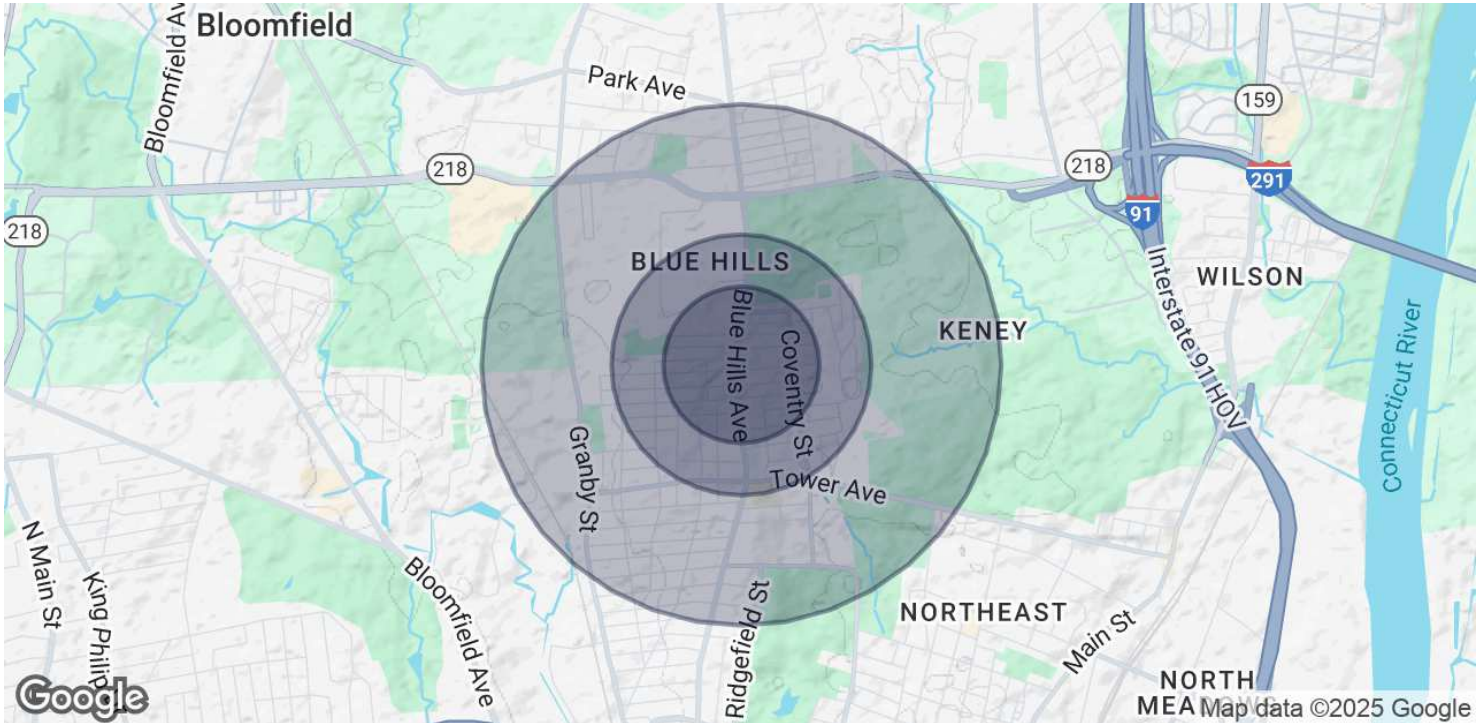 Bloomfield
Bloomfield Av
Park Ave
159
218
218
291
218
91
BLUE HILLS
WILSON
Interstate 91 HOV
KENEY
Blue Hills Ave
Coventry St
Connecticut River
Granby St
Tower Ave
N Main St
King Philip
Bloomfield Ave
Ridgefield St
NORTHEAST
Main St
NORTH
Google
Map data ©2025 Google